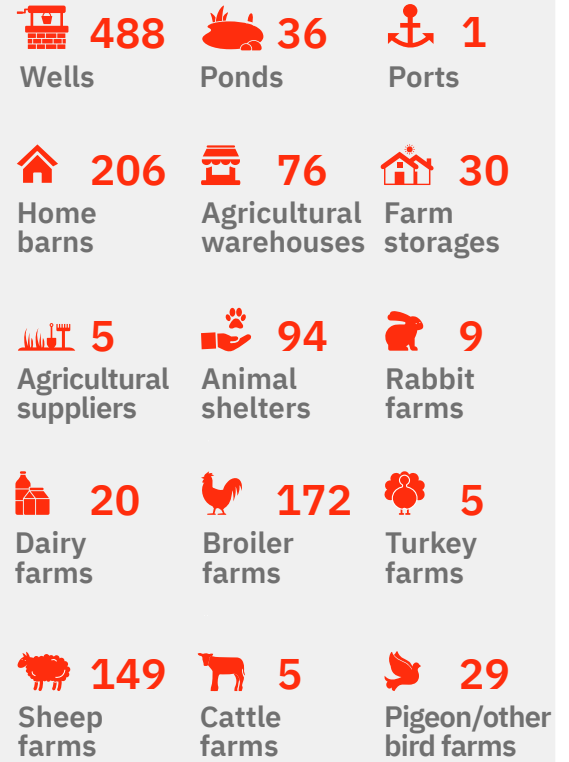 488
Wells
36
Ponds
1
Ports
206
Home
barns
76
Agricultural
warehouses
30
Farm
storages
5
Agricultural
suppliers
94
Animal
shelters
9
Rabbit
farms
20
Dairy
farms
172
Broiler
farms
5
Turkey
farms
149
Sheep
farms
5
Cattle
farms
29
Pigeon/other
bird farms